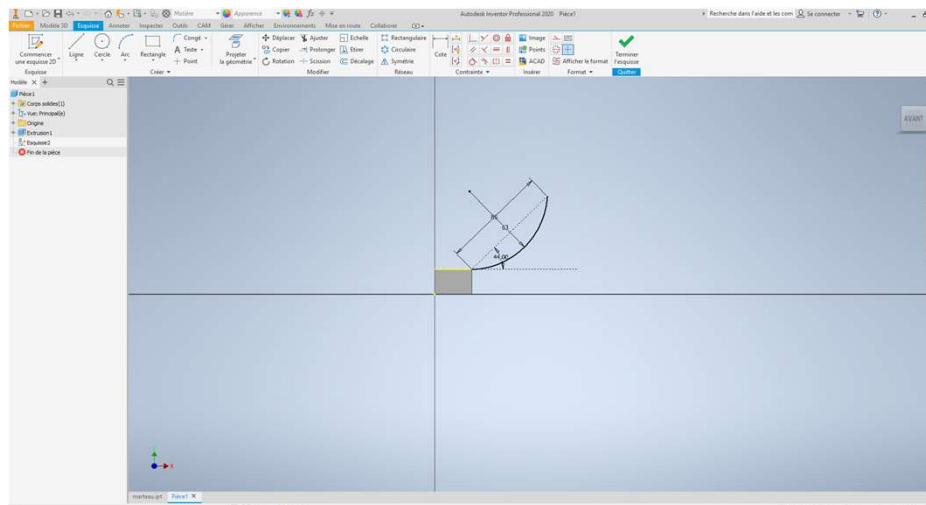 Matière Apparence Autodesk Inventor Professional 2020 Pièce1 Recherche dans l'aide et les com Se connecter
Fichier Modèle 3D Esquisse Annoter Inspecter Outils CAM Gérer Afficher Environnements Mise en route Collaborer
Commencer une esquisse 2D
Ligne Cercle Arc Rectangle
Congé
Texte
Point
Projeter la géométrie
Déplacer Ajuster Echelle
Copier Prolonger Etirer
Rotation Scission Décalage
Rectangulaire
Circulaire
Symétrie
Cote
Image
Points
ACAD
Afficher le format
Terminer l'esquisse
Esquisse Créer Modifier Réseau Contrainte Insérer Format Quitter
Modèle
Pièce1
Corps solides(1)
Vue: Principal(e)
Origine
Extrusion1
Esquisse2
Fin de la pièce
AVANT
63
44,00
X
marteau.ipt Pièce1